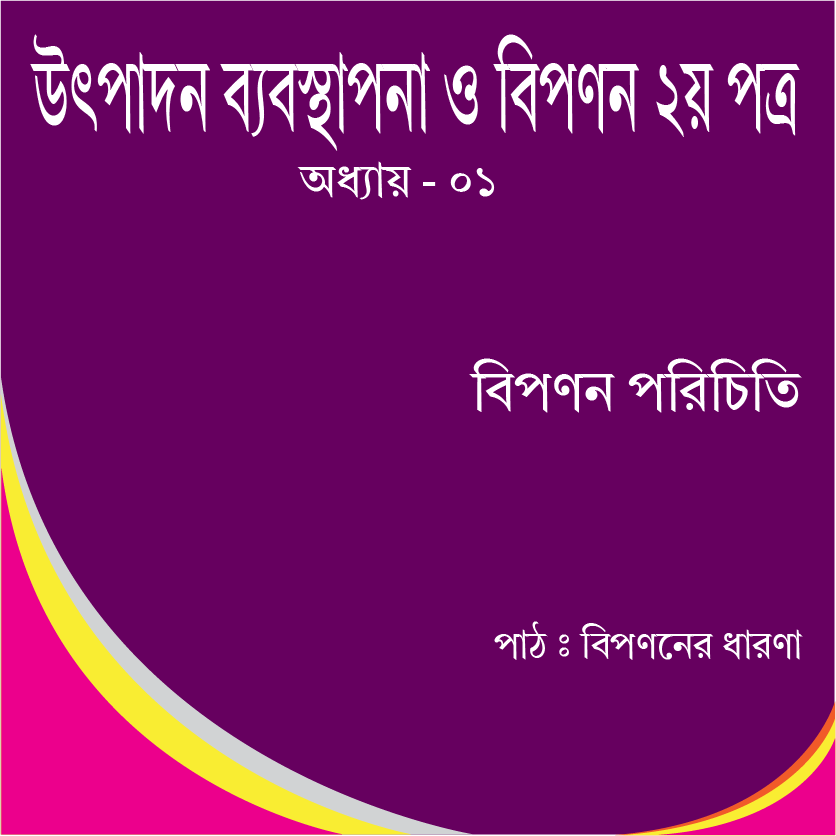 উৎপাদন ব্যবস্থাপনা ও বিপণন ২য় পত্র
অধ্যায় - ০১
বিপণন পরিচিতি
পাঠ ঃ বিপণনের ধারণা